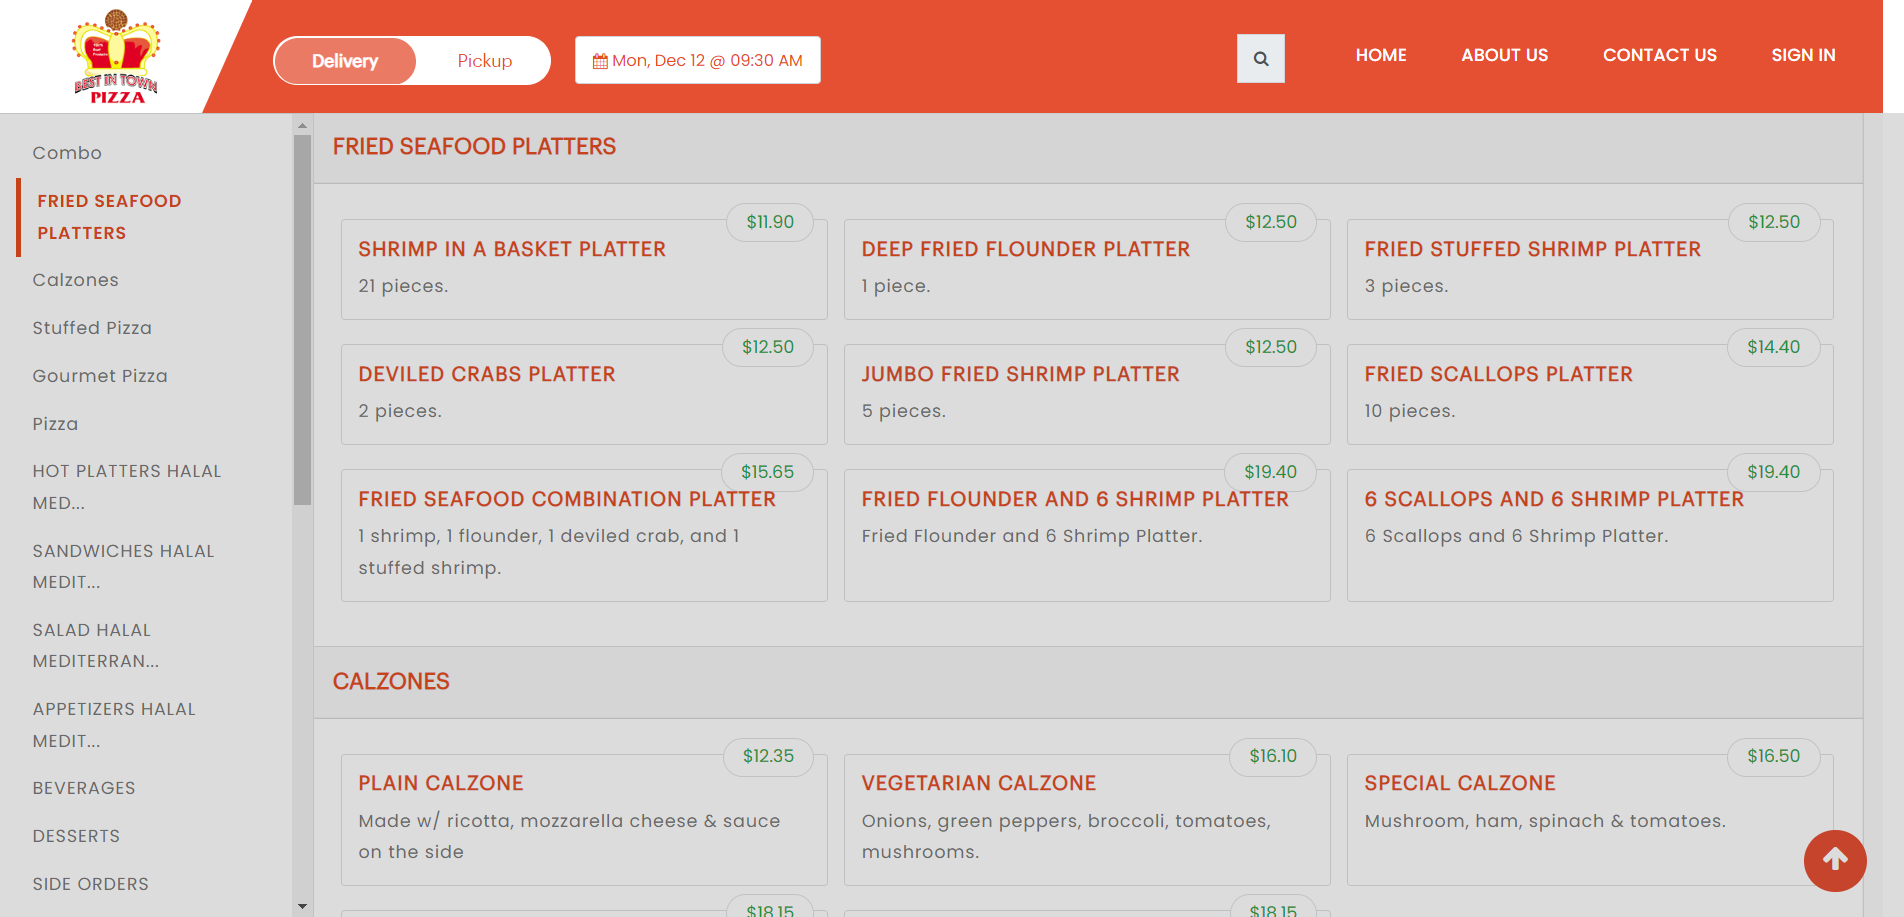 BEST IN TOWN
PIZZA
Delivery
Pickup
Mon, Dec 12 @ 09:30 AM
HOME
ABOUT US
CONTACT US
SIGN IN
Combo
FRIED SEAFOOD
PLATTERS
Calzones
Stuffed Pizza
Gourmet Pizza
Pizza
HOT PLATTERS HALAL
MED...
SANDWICHES HALAL
MEDIT...
SALAD HALAL
MEDITERRAN...
APPETIZERS HALAL
MEDIT...
BEVERAGES
DESSERTS
SIDE ORDERS
FRIED SEAFOOD PLATTERS
$11.90
SHRIMP IN A BASKET PLATTER
21 pieces.
$12.50
DEEP FRIED FLOUNDER PLATTER
1 piece.
$12.50
FRIED STUFFED SHRIMP PLATTER
3 pieces.
$12.50
DEVILED CRABS PLATTER
2 pieces.
$12.50
JUMBO FRIED SHRIMP PLATTER
5 pieces.
$14.40
FRIED SCALLOPS PLATTER
10 pieces.
$15.65
FRIED SEAFOOD COMBINATION PLATTER
1 shrimp, 1 flounder, 1 deviled crab, and 1
stuffed shrimp.
$19.40
FRIED FLOUNDER AND 6 SHRIMP PLATTER
Fried Flounder and 6 Shrimp Platter.
$19.40
6 SCALLOPS AND 6 SHRIMP PLATTER
6 Scallops and 6 Shrimp Platter.
CALZONES
$12.35
PLAIN CALZONE
Made w/ ricotta, mozzarella cheese & sauce
on the side
$16.10
VEGETARIAN CALZONE
Onions, green peppers, broccoli, tomatoes,
mushrooms.
$16.50
SPECIAL CALZONE
Mushroom, ham, spinach & tomatoes.
$18.15
$18.15